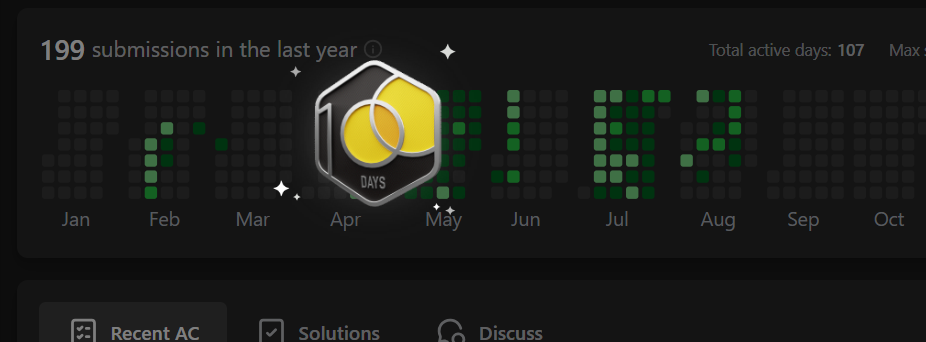 199 submissions in the last year
Total active days: 107 Max
100
DAYS
Jan Feb Mar Apr May Jun Jul Aug Sep Oct
Recent AC Solutions Discuss